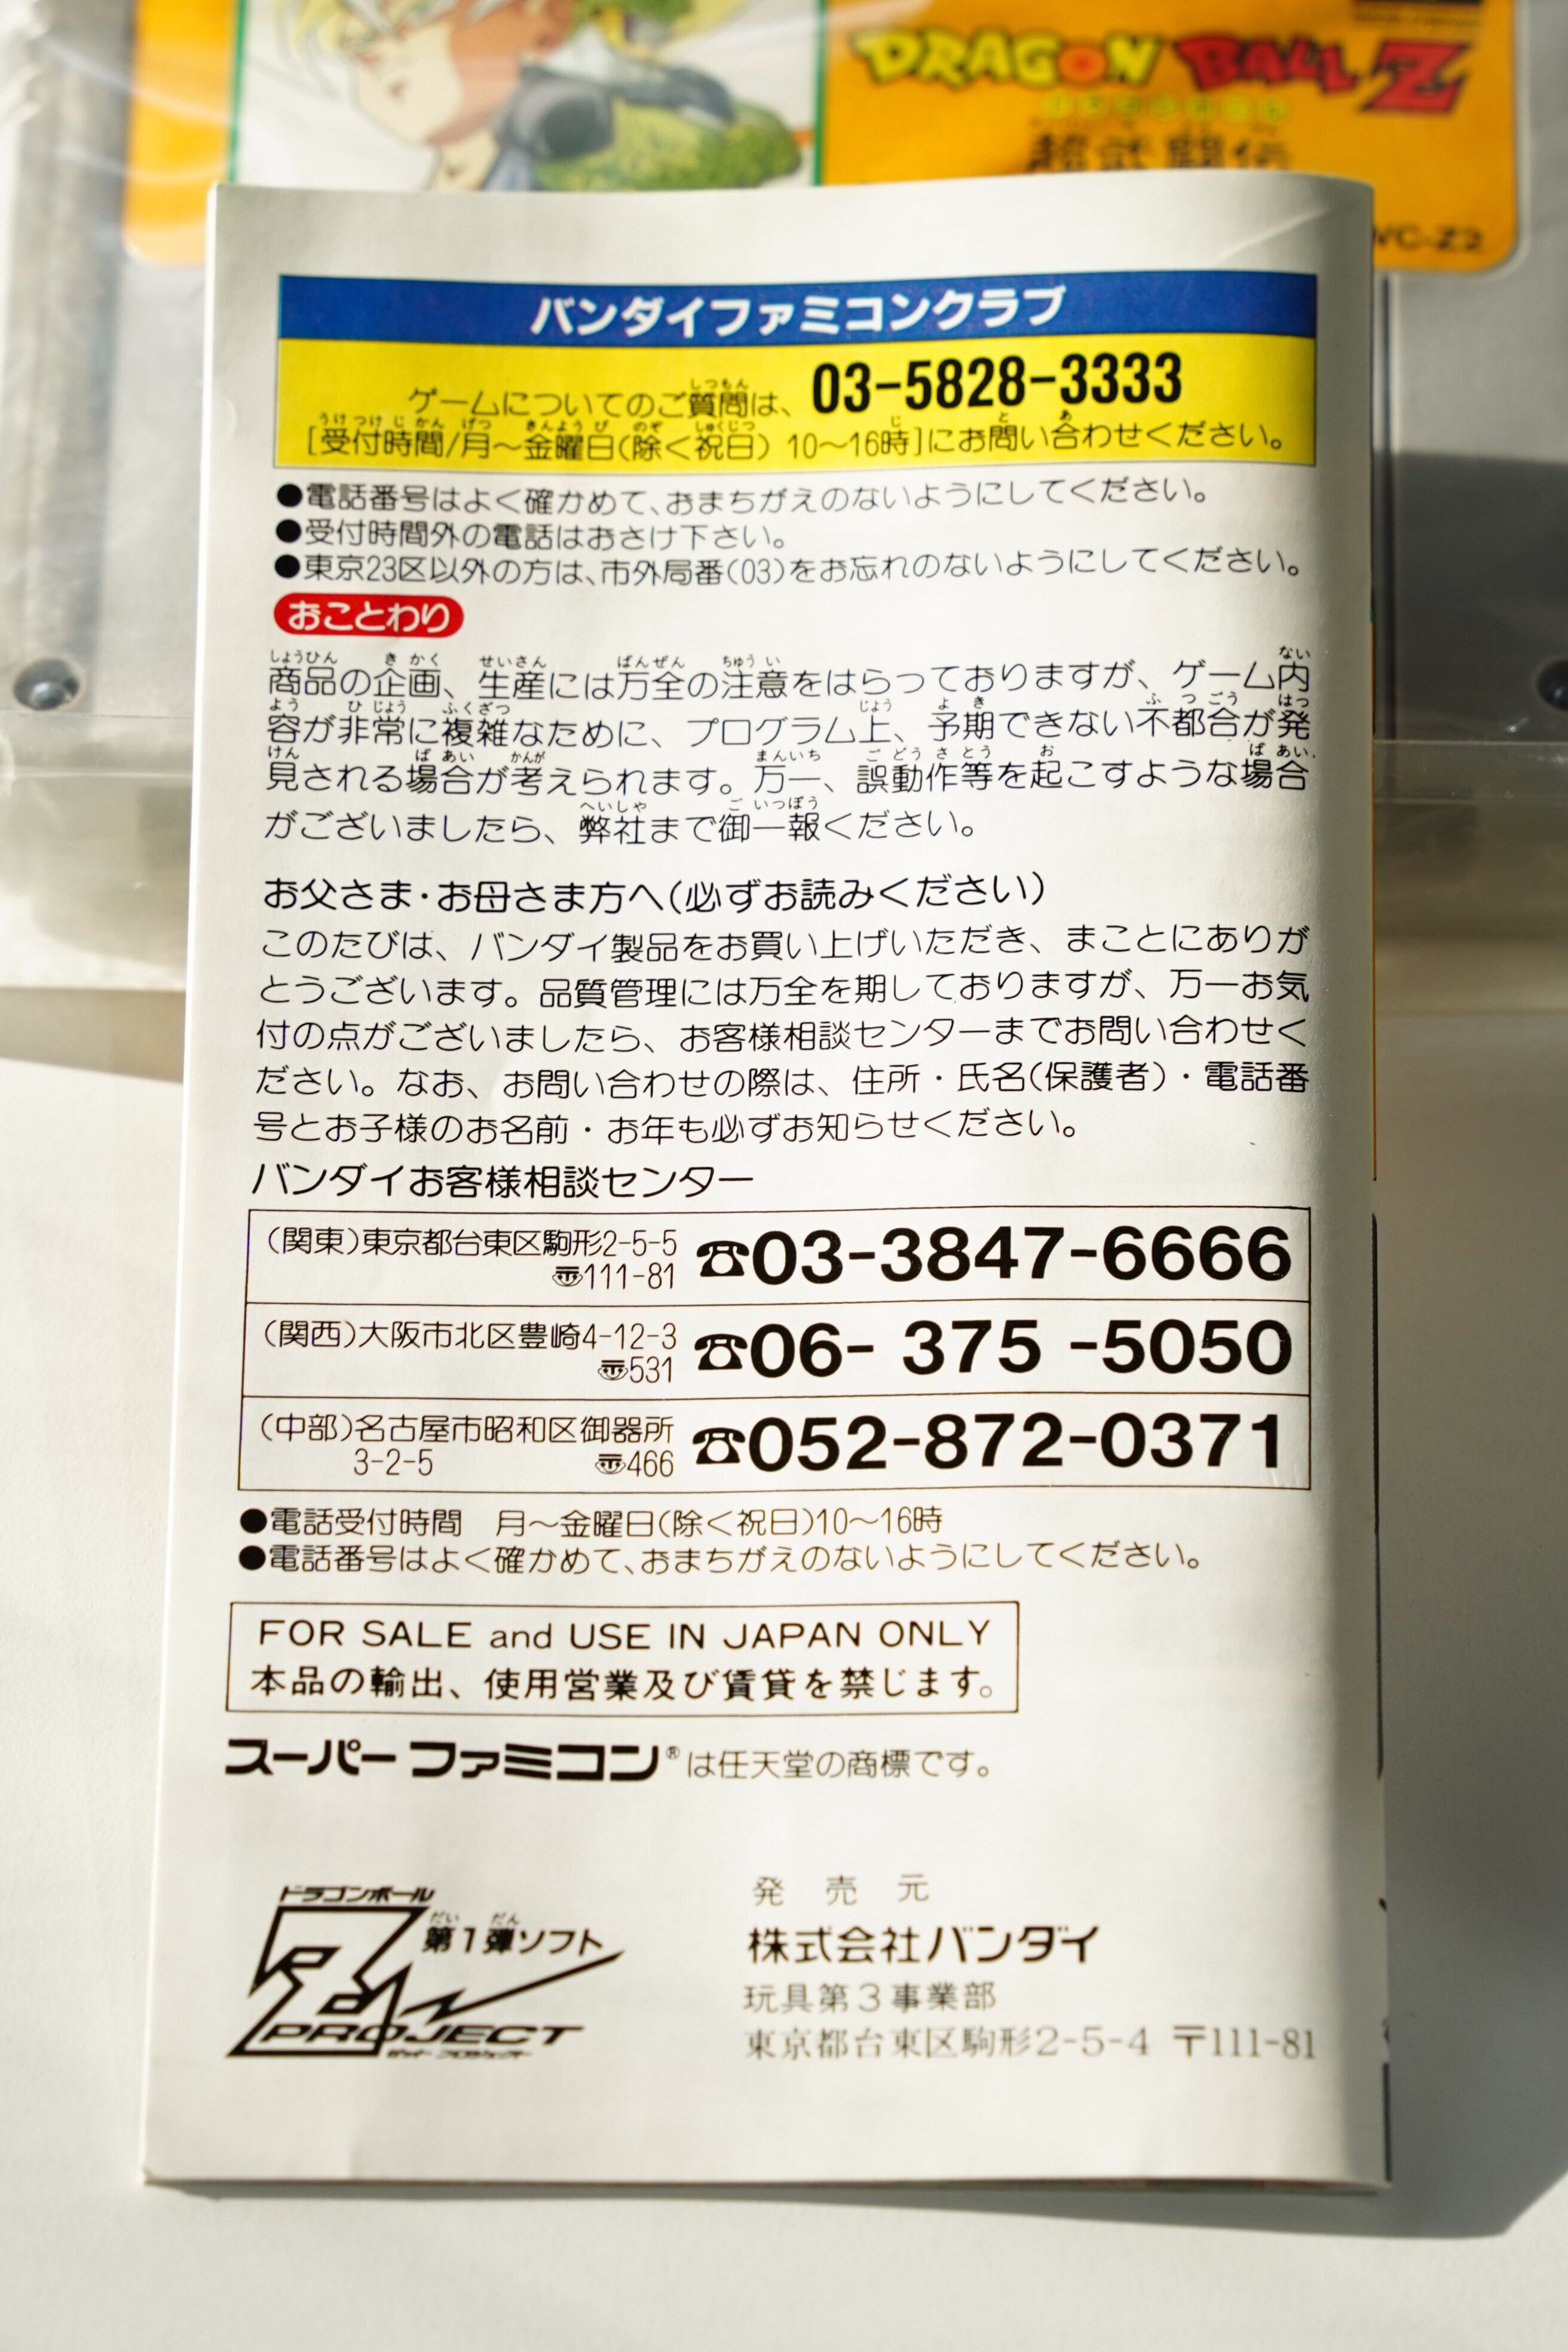 DRAGON BALL Z
超武闘伝
VC-Z2
バンダイファミコンクラブ
ゲームについてのご質問は、03-5828-3333
[受付時間/月〜金曜日(除く祝日) 10〜16時]にお問い合わせください。
●電話番号はよく確かめて、おまちがえのないようにしてください。
●受付時間外の電話はおさけ下さい。
●東京23区以外の方は、市外局番(03)をお忘れのないようにしてください。
おことわり
商品の企画、生産には万全の注意をはらっておりますが、ゲーム内
容が非常に複雑なために、プログラム上、予期できない不都合が発
見される場合が考えられます。万一、誤動作等を起こすような場合
がございましたら、弊社まで御一報ください。
お父さま・お母さま方へ(必ずお読みください)
このたびは、バンダイ製品をお買い上げいただき、まことにありが
とうございます。品質管理には万全を期しておりますが、万一お気
付の点がございましたら、お客様相談センターまでお問い合わせく
ださい。なお、お問い合わせの際は、住所・氏名(保護者)・電話番
号とお子様のお名前・お年も必ずお知らせください。
バンダイお客様相談センター
(関東)東京都台東区駒形2-5-5
〠111-81
☎03-3847-6666
(関西)大阪市北区豊崎4-12-3
〠531
☎06- 375 -5050
(中部)名古屋市昭和区御器所
3-2-5 〠466
☎052-872-0371
●電話受付時間 月〜金曜日(除く祝日)10〜16時
●電話番号はよく確かめて、おまちがえのないようにしてください。
FOR SALE and USE IN JAPAN ONLY
本品の輸出、使用営業及び賃貸を禁じます。
スーパーファミコン®は任天堂の商標です。
ドラゴンボール
第1弾ソフト
Z
PROJECT
ゼット プロジェクト
発売元
株式会社バンダイ
玩具第3事業部
東京都台東区駒形2-5-4 〒111-81